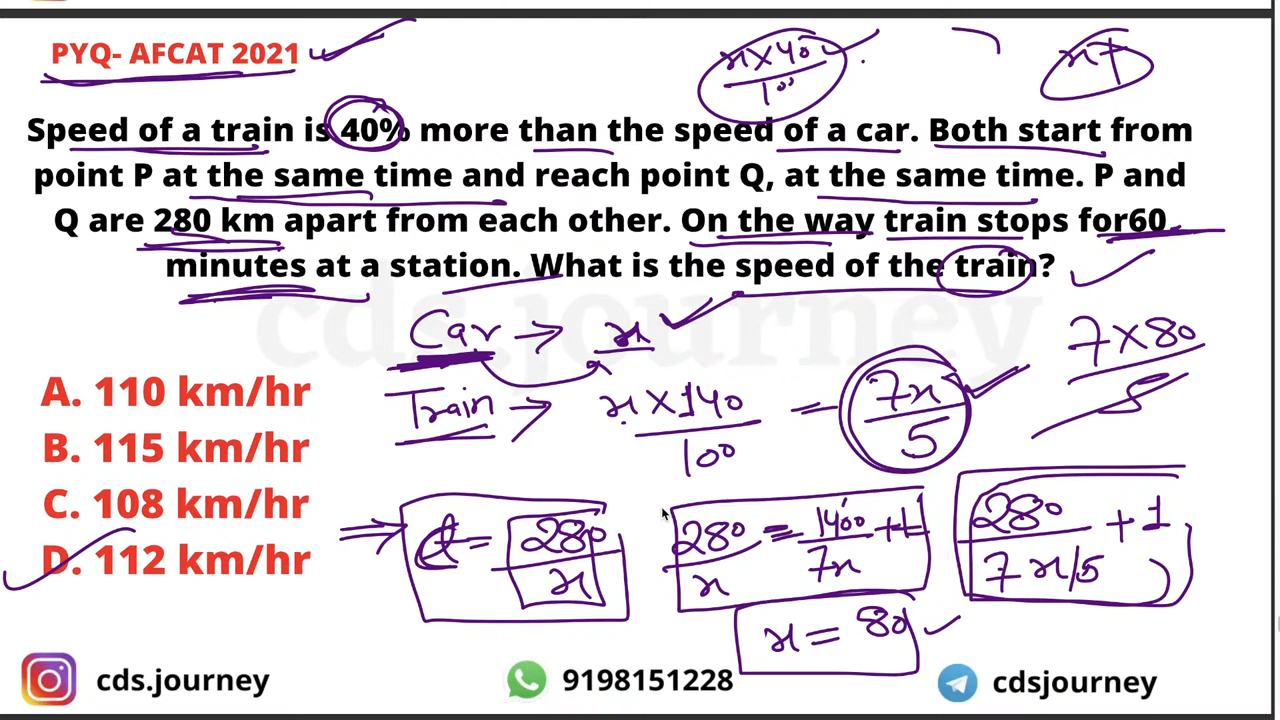 PYQ- AFCAT 2021
x×40/100
x+
Speed of a train is 40% more than the speed of a car. Both start from
point P at the same time and reach point Q, at the same time. P and
Q are 280 km apart from each other. On the way train stops for60
minutes at a station. What is the speed of the train?
cds.journey
Car → x
7×80/5
Train → x×140/100 = 7x/5
A. 110 km/hr
B. 115 km/hr
C. 108 km/hr
D. 112 km/hr
⇒ t = 280/x
280/x = 1400/7x + 1
280/7x/5 + 1
x = 80
cds.journey
9198151228
cdsjourney